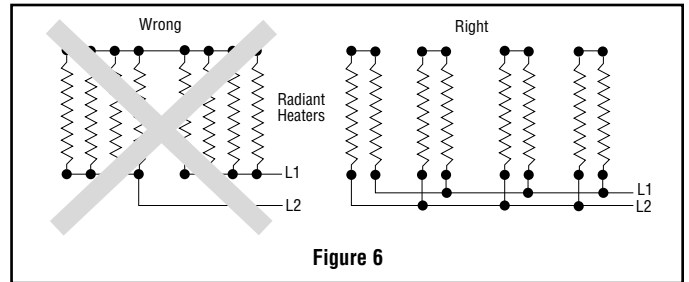 Wrong
Right
Radiant
Heaters
L1
L2
L1
L2
Figure 6